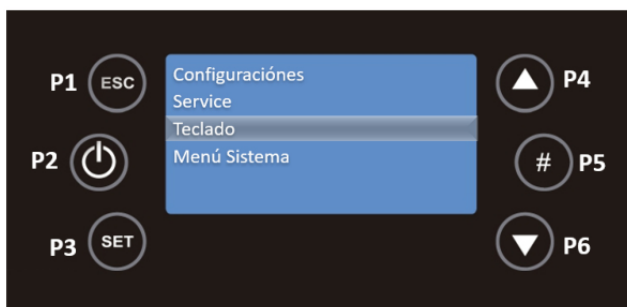 P1 ESC
Configuraciónes
Service
Teclado
Menú Sistema
P4
P2
# P5
P3 SET
P6